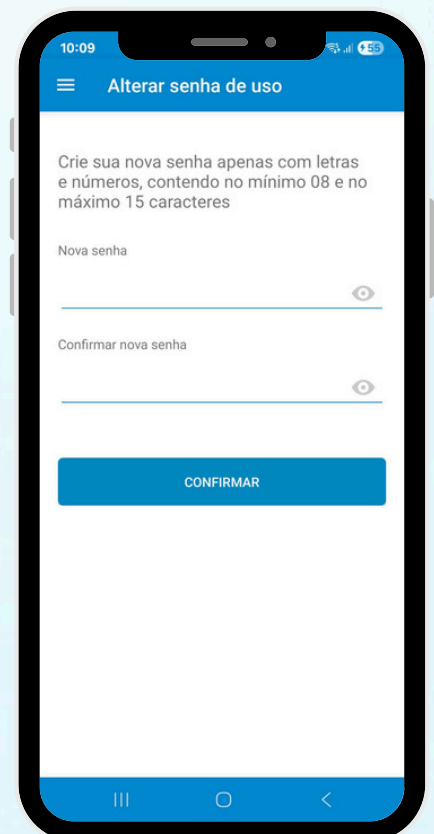 10:09
55
Alterar senha de uso
Crie sua nova senha apenas com letras
e números, contendo no mínimo 08 e no
máximo 15 caracteres
Nova senha
Confirmar nova senha
CONFIRMAR